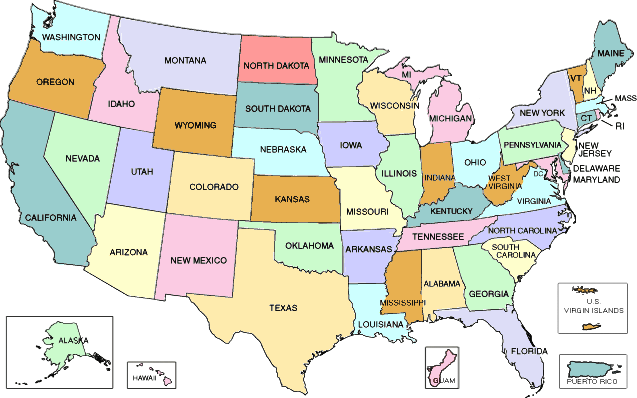 WASHINGTON
MONTANA
NORTH DAKOTA
MINNESOTA
MAINE
OREGON
IDAHO
WYOMING
SOUTH DAKOTA
WISCONSIN
MI
MICHIGAN
VT
NH
MASS
NEW YORK
CT
RI
NEVADA
UTAH
COLORADO
NEBRASKA
IOWA
ILLINOIS
INDIANA
OHIO
PENNSYLVANIA
NEW
JERSEY
DELAWARE
MARYLAND
DC
WEST
VIRGINIA
VIRGINIA
CALIFORNIA
KANSAS
MISSOURI
KENTUCKY
NORTH CAROLINA
TENNESSEE
SOUTH
CAROLINA
ARIZONA
NEW MEXICO
OKLAHOMA
ARKANSAS
TEXAS
LOUISIANA
MISSISSIPPI
ALABAMA
GEORGIA
FLORIDA
U.S.
VIRGIN ISLANDS
ALASKA
HAWAII
GUAM
PUERTO RICO